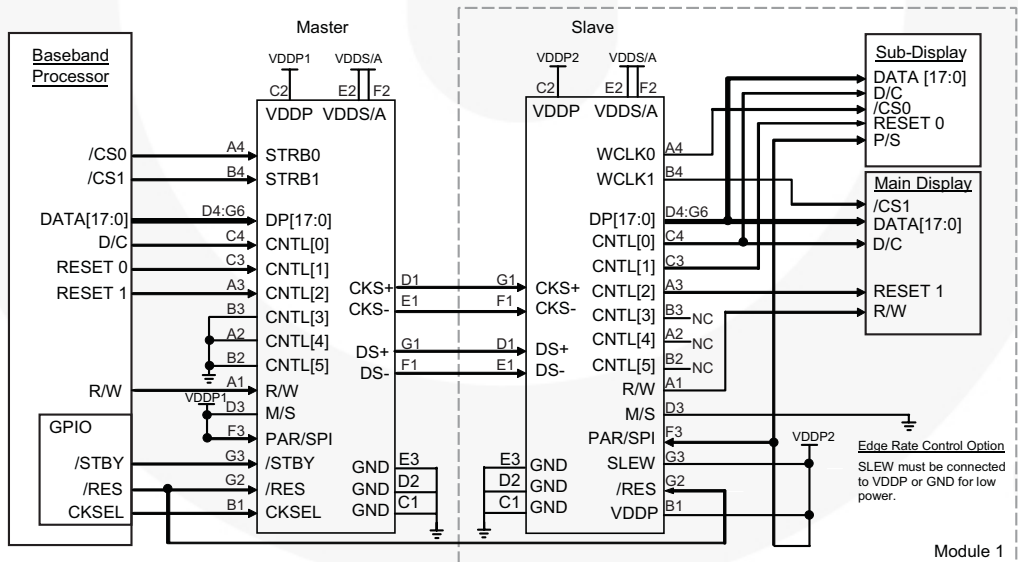 Master
Slave
Baseband
Processor
/CS0
/CS1
DATA[17:0]
D/C
RESET 0
RESET 1
R/W
GPIO
/STBY
/RES
CKSEL
VDDP1
VDDS/A
C2
E2
F2
VDDP
VDDS/A
A4
STRB0
B4
STRB1
D4:G6
DP[17:0]
C4
CNTL[0]
C3
CNTL[1]
A3
CNTL[2]
B3
CNTL[3]
A2
CNTL[4]
B2
CNTL[5]
A1
R/W
VDDP1
D3
M/S
F3
PAR/SPI
G3
/STBY
G2
/RES
B1
CKSEL
CKS+
D1
CKS-
E1
DS+
G1
DS-
F1
GND
E3
GND
D2
GND
C1
VDDP2
VDDS/A
C2
E2
F2
VDDP
VDDS/A
G1
CKS+
F1
CKS-
D1
DS+
E1
DS-
E3
GND
D2
GND
C1
GND
WCLK0
A4
WCLK1
B4
DP[17:0]
D4:G6
CNTL[0]
C4
CNTL[1]
C3
CNTL[2]
A3
CNTL[3]
B3
NC
CNTL[4]
A2
NC
CNTL[5]
B2
NC
R/W
A1
M/S
D3
PAR/SPI
F3
SLEW
G3
/RES
G2
VDDP
B1
VDDP2
Sub-Display
DATA [17:0]
D/C
/CS0
RESET 0
P/S
Main Display
/CS1
DATA[17:0]
D/C
RESET 1
R/W
Edge Rate Control Option
SLEW must be connected
to VDDP or GND for low
power.
Module 1